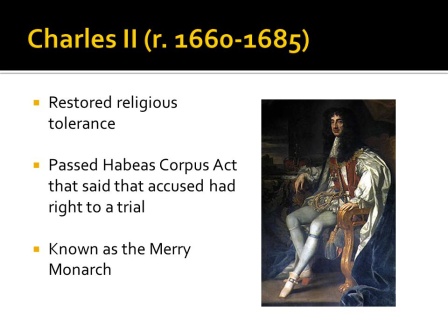 Charles II (r. 1660-1685)
Restored religious
tolerance
Passed Habeas Corpus Act
that said that accused had
right to a trial
Known as the Merry
Monarch